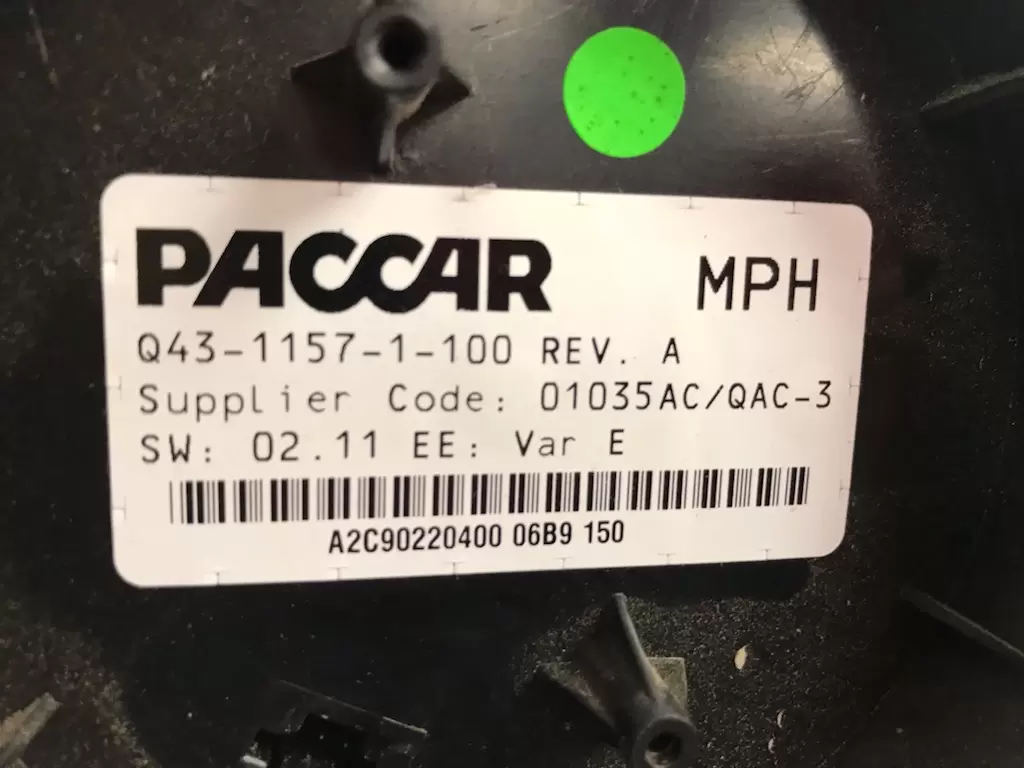 PACCAR MPH
Q43-1157-1-100 REV. A
Supplier Code: 01035AC/QAC-3
SW: 02.11 EE: Var E
A2C90220400 06B9 150